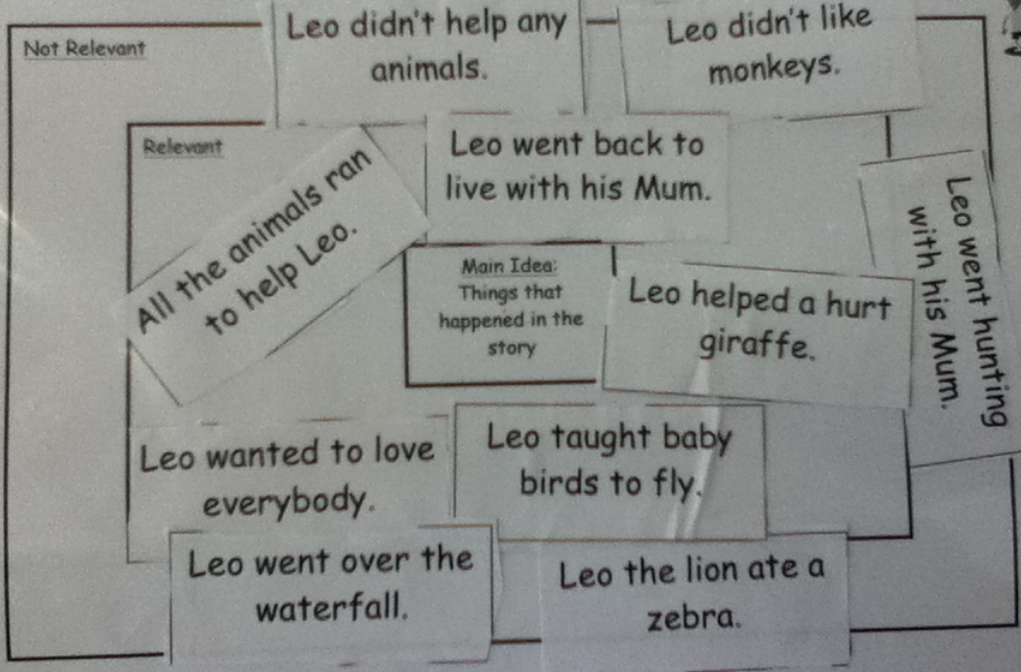 Not Relevant
Leo didn't help any
animals.
Leo didn't like
monkeys.
Relevant
Leo went back to
live with his Mum.
All the animals ran
to help Leo.
Main Idea:
Things that
happened in the
story
Leo helped a hurt
giraffe.
Leo went hunting
with his Mum.
Leo wanted to love
everybody.
Leo taught baby
birds to fly.
Leo went over the
waterfall.
Leo the lion ate a
zebra.